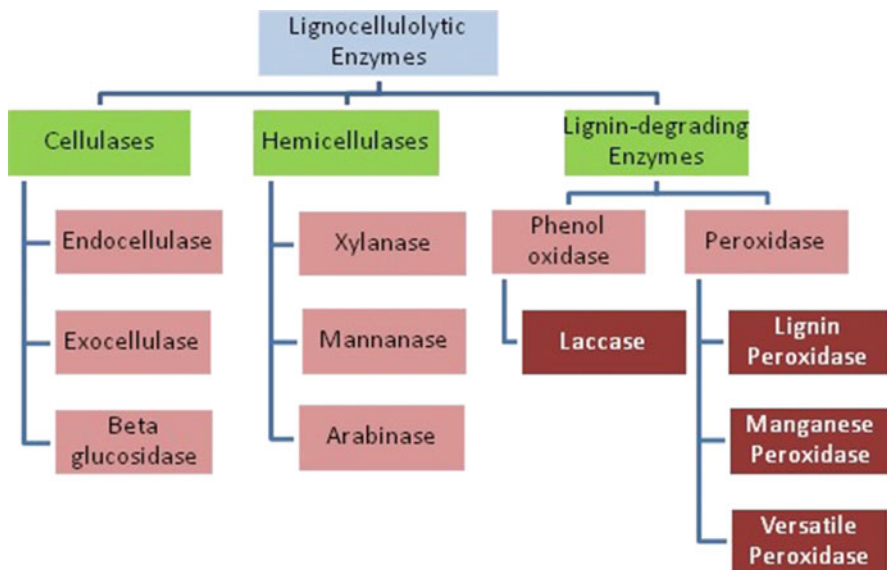 Lignocellulolytic
Enzymes
Cellulases
Hemicellulases
Lignin-degrading
Enzymes
Endocellulase
Exocellulase
Beta
glucosidase
Xylanase
Mannanase
Arabinase
Phenol
oxidase
Peroxidase
Laccase
Lignin
Peroxidase
Manganese
Peroxidase
Versatile
Peroxidase